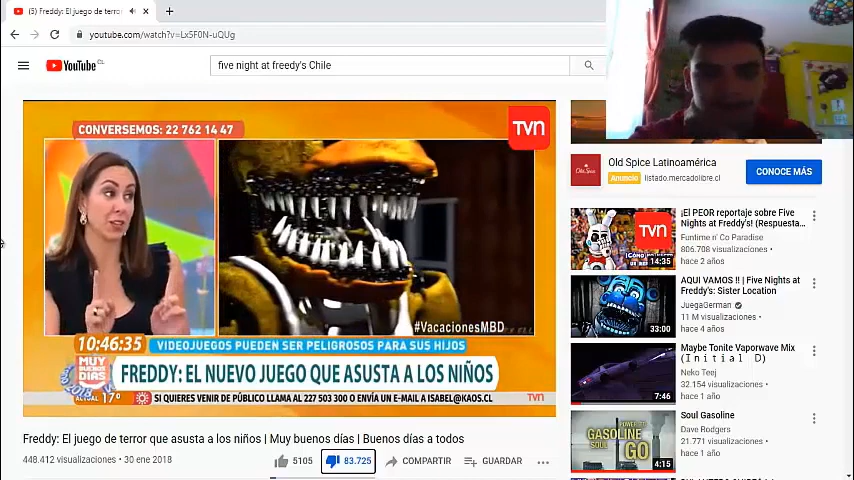 (3) Freddy: El juego de terror
youtube.com/watch?v=Lx5F0N-uQUg
YouTube CL
five night at freedy's Chile
CONVERSEMOS: 22 762 14 47
TVN
#VacacionesMBD
10:46:35
VIDEOJUEGOS PUEDEN SER PELIGROSOS PARA SUS HIJOS
MUY BUENOS DÍAS
FREDDY: EL NUEVO JUEGO QUE ASUSTA A LOS NIÑOS
ACTUAL 17°
SI QUIERES VENIR DE PÚBLICO LLAMA AL 227 503 300 O ENVÍA UN E-MAIL A ISABEL@KAOS.CL
TVN
Freddy: El juego de terror que asusta a los niños | Muy buenos días | Buenos días a todos
448.412 visualizaciones • 30 ene 2018
5105
83.725
COMPARTIR
GUARDAR
Old Spice
Old Spice Latinoamérica
Anuncio listado.mercadolibre.cl
CONOCE MÁS
TVN
14:35
¡El PEOR reportaje sobre Five
Nights at Freddy's! (Respuesta...
Funtime n' Co Paradise
806.708 visualizaciones •
hace 2 años
33:00
AQUI VAMOS !! | Five Nights at
Freddy's: Sister Location
JuegaGerman
11 M visualizaciones •
hace 4 años
7:46
Maybe Tonite Vaporwave Mix
(Initial D)
Neko Teej
32.154 visualizaciones •
hace 1 año
GASOLINE
SOUL GO
4:15
Soul Gasoline
Dave Rodgers
21.771 visualizaciones •
hace 1 año